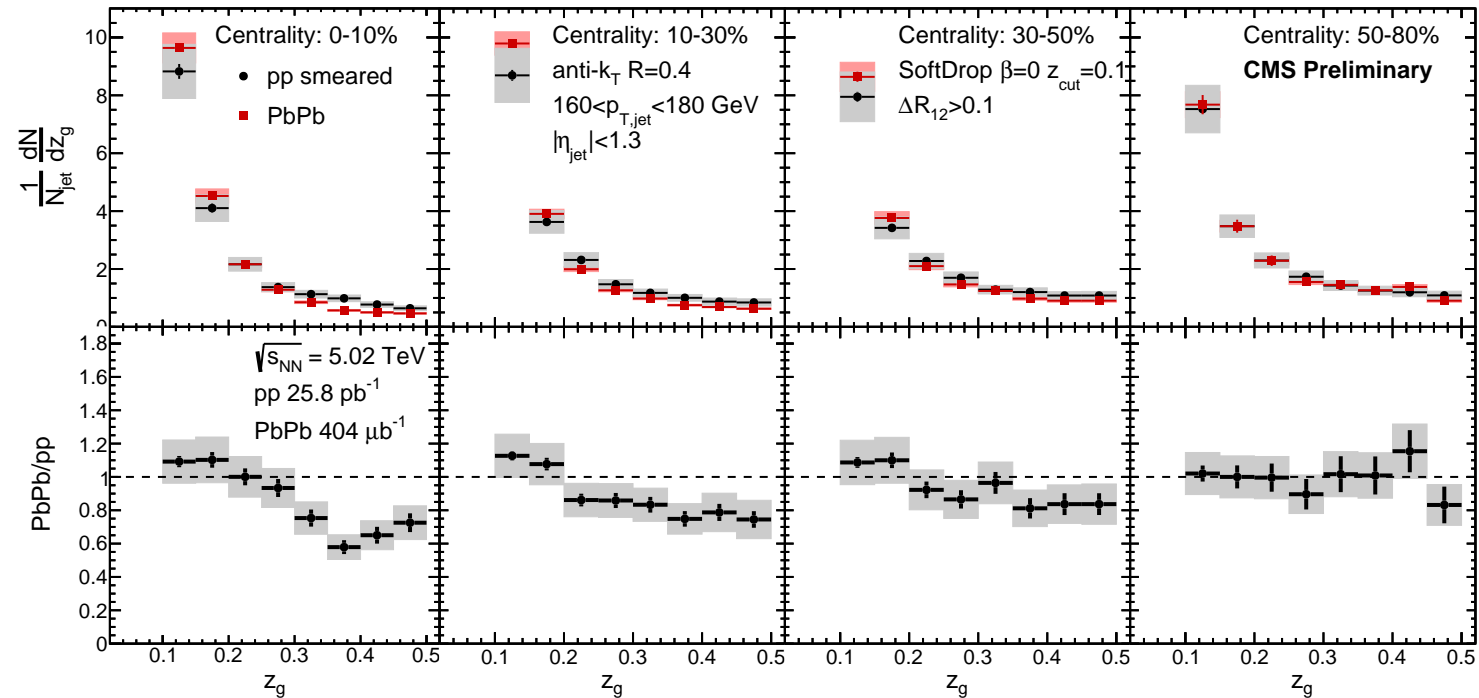 Centrality: 0-10%
pp smeared
PbPb
Centrality: 10-30%
anti-k_T R=0.4
160<p_{T,jet}<180 GeV
|η_jet|<1.3
Centrality: 30-50%
SoftDrop β=0 z_cut=0.1
ΔR_12>0.1
Centrality: 50-80%
CMS Preliminary
1/N_jet dN/dz_g
10
8
6
4
2
0
√s_NN = 5.02 TeV
pp 25.8 pb⁻¹
PbPb 404 μb⁻¹
PbPb/pp
1.8
1.6
1.4
1.2
1
0.8
0.6
0.4
0.2
0
0.1 0.2 0.3 0.4 0.5
0.1 0.2 0.3 0.4 0.5
0.1 0.2 0.3 0.4 0.5
0.1 0.2 0.3 0.4 0.5
z_g
z_g
z_g
z_g